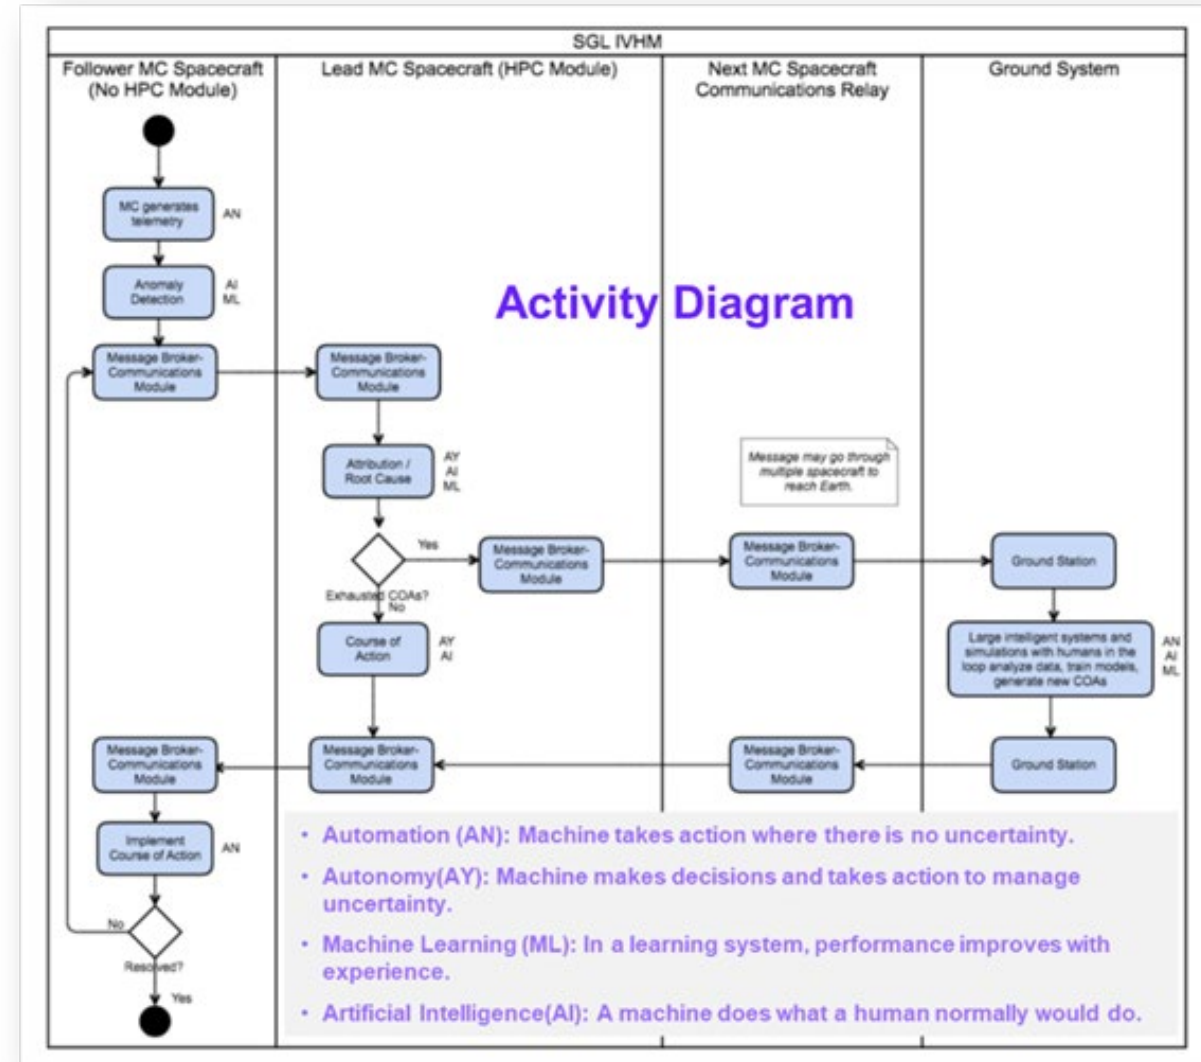 SGL IVHM
Follower MC Spacecraft
(No HPC Module)
Lead MC Spacecraft (HPC Module)
Next MC Spacecraft
Communications Relay
Ground System
MC generates
telemetry
AN
Anomaly
Detection
AI
ML
Activity Diagram
Message Broker-
Communications
Module
Message Broker-
Communications
Module
Attribution /
Root Cause
AY
AI
ML
Message may go through
multiple spacecraft to
reach Earth.
Yes
Exhausted COAs?
No
Message Broker-
Communications
Module
Message Broker-
Communications
Module
Ground Station
Course of
Action
AY
AI
Large intelligent systems and
simulations with humans in the
loop analyze data, train models,
generate new COAs
AN
AI
ML
Message Broker-
Communications
Module
Message Broker-
Communications
Module
Message Broker-
Communications
Module
Ground Station
Implement
Course of Action
AN
No
Resolved?
Yes
• Automation (AN): Machine takes action where there is no uncertainty.
• Autonomy(AY): Machine makes decisions and takes action to manage
uncertainty.
• Machine Learning (ML): In a learning system, performance improves with
experience.
• Artificial Intelligence(AI): A machine does what a human normally would do.